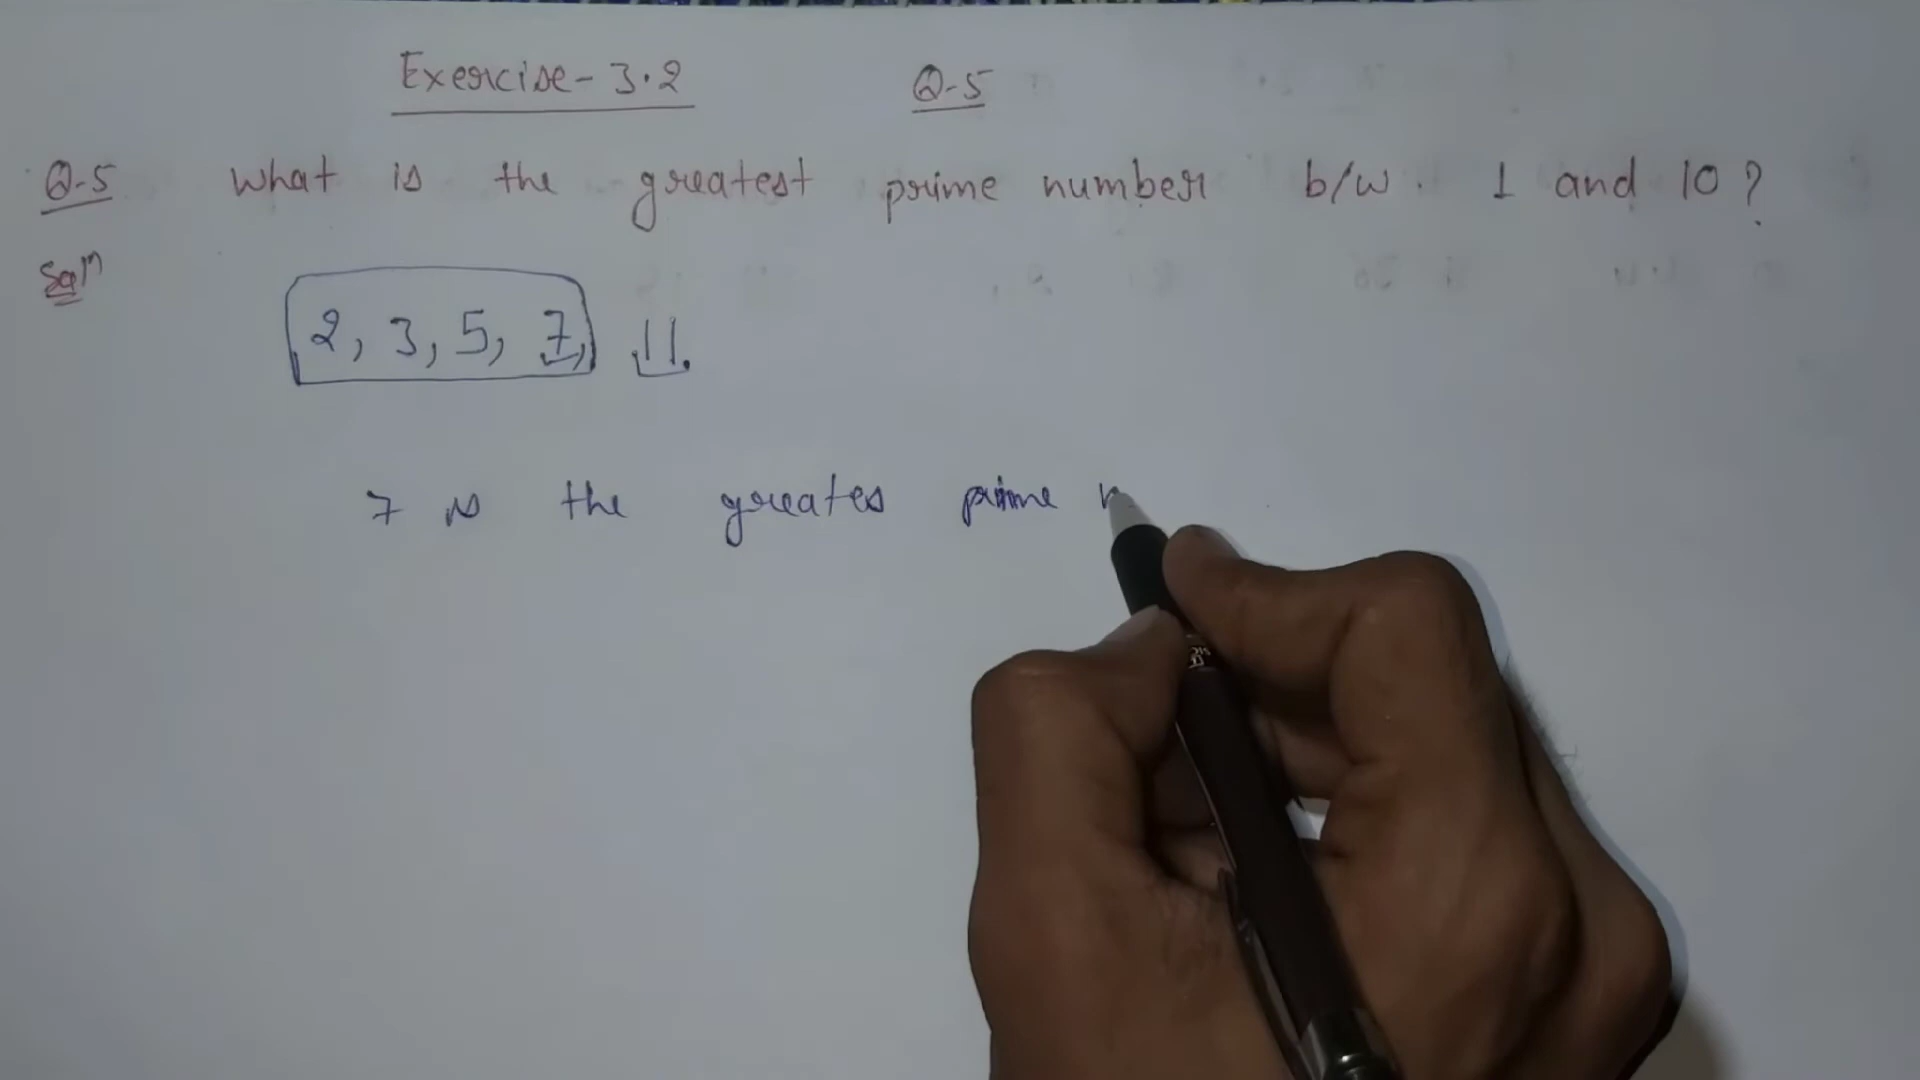 Exercise - 3.2 Q-5
Q-5 What is the greatest prime number b/w. 1 and 10 ?
Solⁿ
2, 3, 5, 7, 11.
7 is the greates prime n